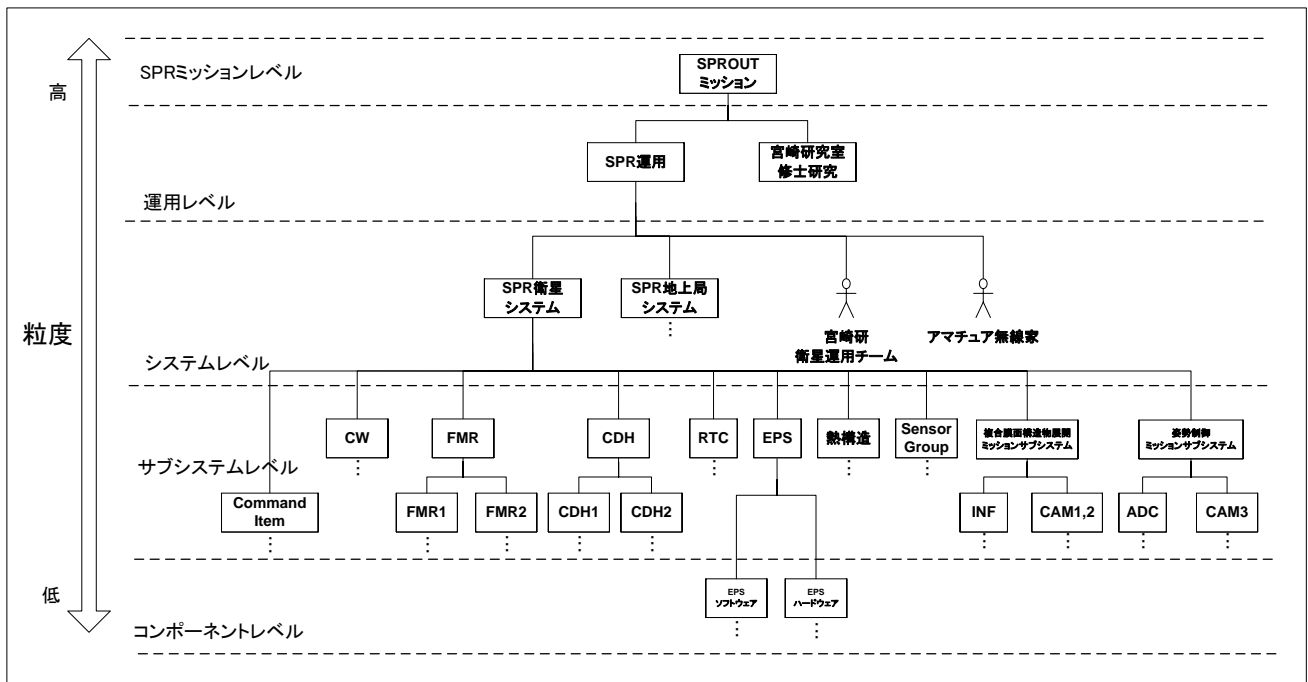 SPRミッションレベル
高
SPROUT
ミッション
SPR運用
宮崎研究室
修士研究
運用レベル
SPR衛星
システム
SPR地上局
システム
⋮
宮崎研
衛星運用チーム
アマチュア無線家
粒度
システムレベル
CW
⋮
FMR
CDH
RTC
⋮
EPS
熱構造
⋮
Sensor
Group
⋮
複合膜面構造物展開
ミッションサブシステム
姿勢制御
ミッションサブシステム
サブシステムレベル
Command
Item
⋮
FMR1
⋮
FMR2
⋮
CDH1
⋮
CDH2
⋮
INF
⋮
CAM1,2
⋮
ADC
⋮
CAM3
⋮
低
EPS
ソフトウェア
⋮
EPS
ハードウェア
⋮
コンポーネントレベル